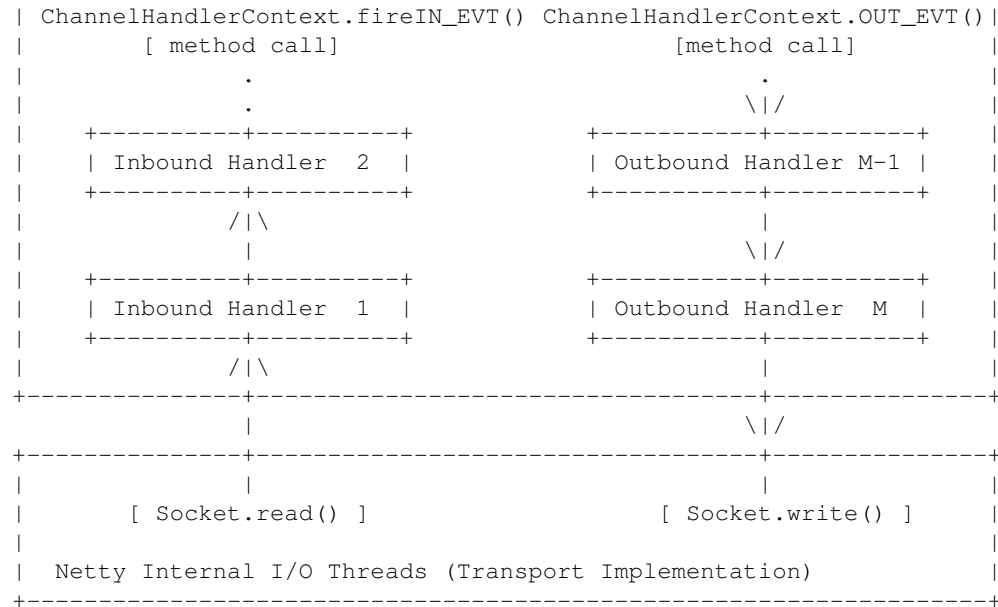 | ChannelHandlerContext.fireIN_EVT() ChannelHandlerContext.OUT_EVT()|
|        [ method call]                       [method call]         |
|               .                                   .               |
|               .                                  \|/              |
|    +----------+----------+            +-----------+----------+    |
|    | Inbound Handler  2  |            | Outbound Handler M-1 |    |
|    +----------+----------+            +-----------+----------+    |
|              /|\                                  |               |
|               |                                  \|/              |
|    +----------+----------+            +-----------+----------+    |
|    | Inbound Handler  1  |            | Outbound Handler  M  |    |
|    +----------+----------+            +-----------+----------+    |
|              /|\                                  |               |
+---------------+-----------------------------------+---------------+
                |                                  \|/
+---------------+-----------------------------------+---------------+
|               |                                   |               |
|       [ Socket.read() ]                    [ Socket.write() ]     |
|                                                                   |
|  Netty Internal I/O Threads (Transport Implementation)            |
+-------------------------------------------------------------------+